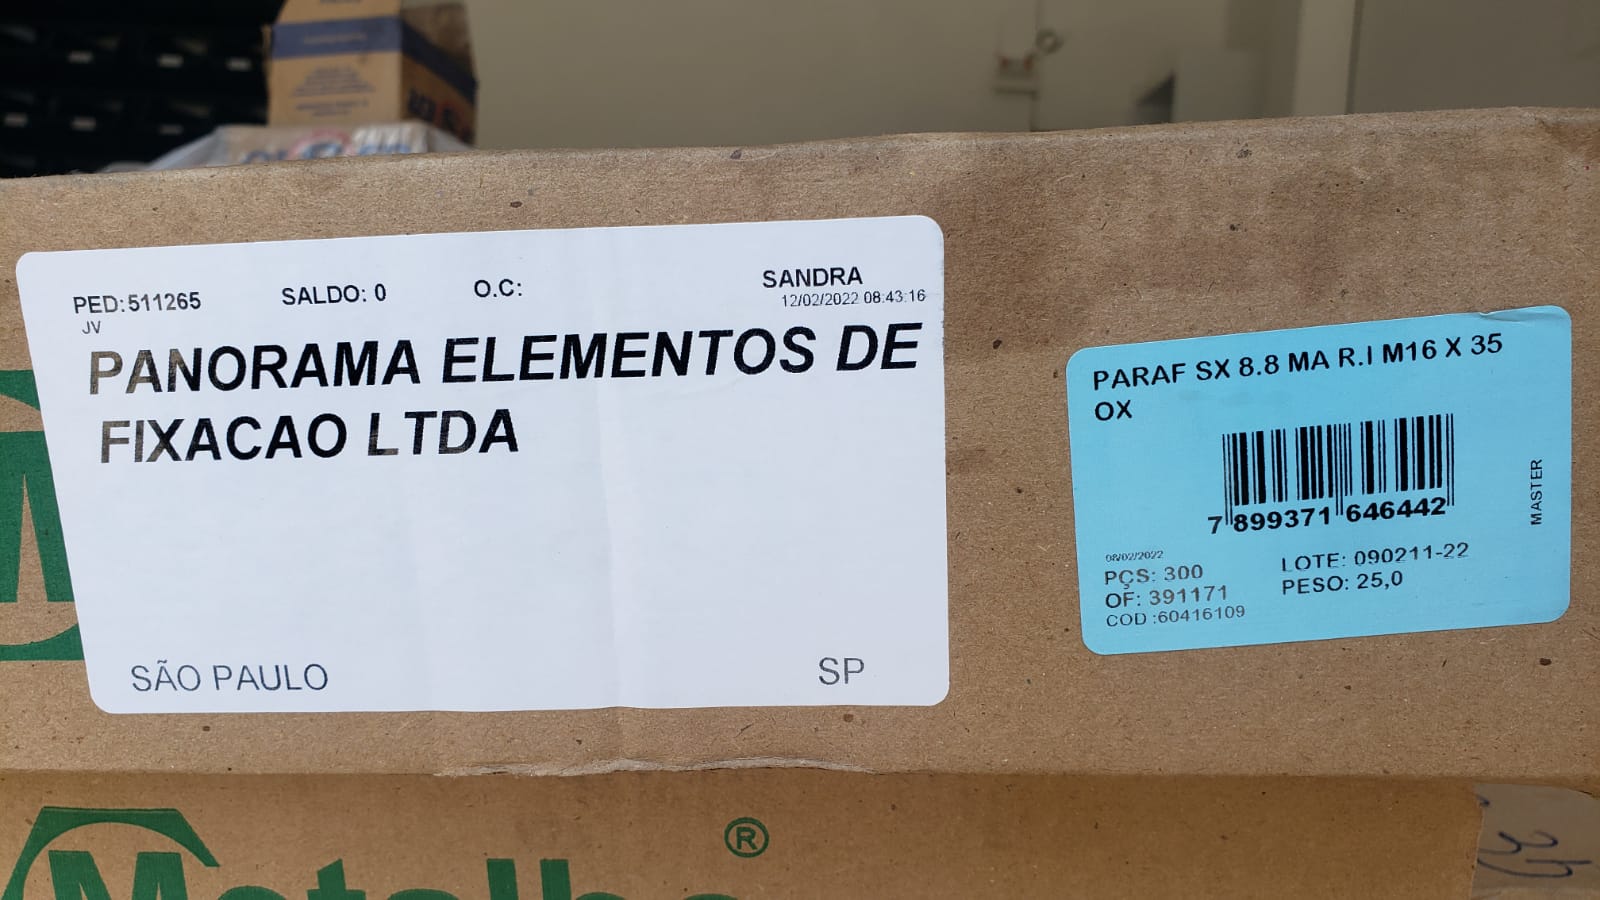 PED:511265 SALDO: 0 O.C: SANDRA
JV 12/02/2022 08:43:16
PANORAMA ELEMENTOS DE
FIXACAO LTDA
SÃO PAULO SP
PARAF SX 8.8 MA R.I M16 X 35
OX
7 899371 646442
MASTER
08/02/2022
PÇS: 300 LOTE: 090211-22
OF: 391171 PESO: 25,0
COD :60416109
®